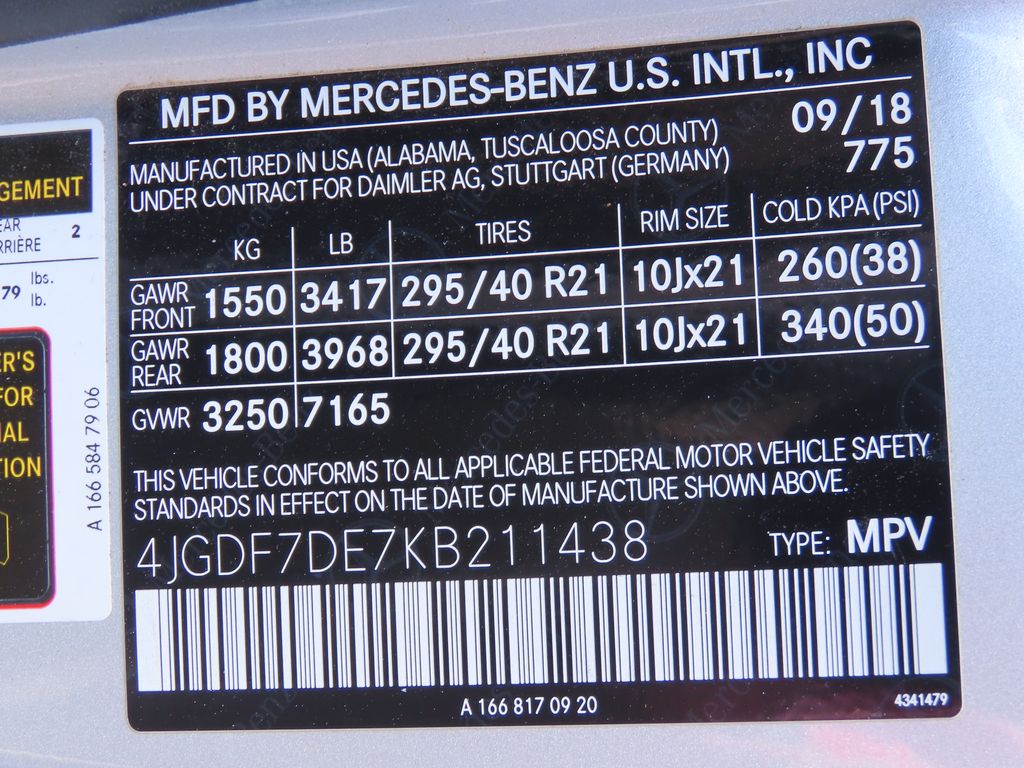 MFD BY MERCEDES-BENZ U.S. INTL., INC
MANUFACTURED IN USA (ALABAMA, TUSCALOOSA COUNTY)
UNDER CONTRACT FOR DAIMLER AG, STUTTGART (GERMANY)
09/18
775
KG LB TIRES RIM SIZE COLD KPA (PSI)
GAWR FRONT 1550 3417 295/40 R21 10Jx21 260(38)
GAWR REAR 1800 3968 295/40 R21 10Jx21 340(50)
GVWR 3250 7165
THIS VEHICLE CONFORMS TO ALL APPLICABLE FEDERAL MOTOR VEHICLE SAFETY
STANDARDS IN EFFECT ON THE DATE OF MANUFACTURE SHOWN ABOVE.
4JGDF7DE7KB211438 TYPE: MPV
A 166 817 09 20 4341479
GEMENT
EAR
RRIÈRE 2
79 lbs.
lb.
ER'S
FOR
IAL
TION
A 166 584 79 06